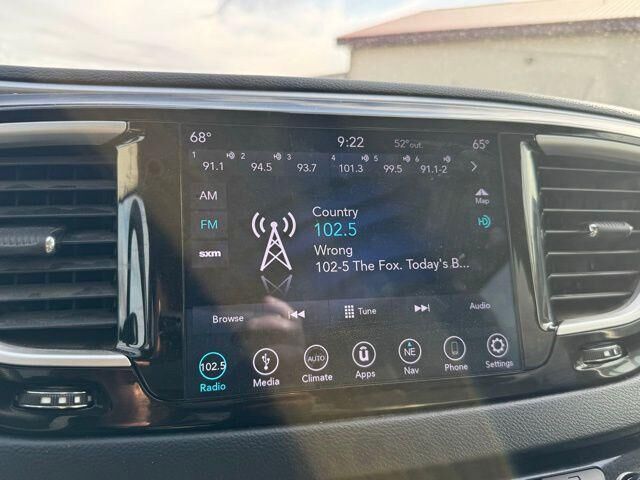 68° 9:22 52°out. 65°
1 91.1 2 94.5 3 93.7 4 101.3 5 99.5 6 91.1-2
AM
FM
sxm
Map
Country
102.5
Wrong
102-5 The Fox. Today's B...
Browse Tune Audio
102.5 AUTO NE
Radio Media Climate Apps Nav Phone Settings